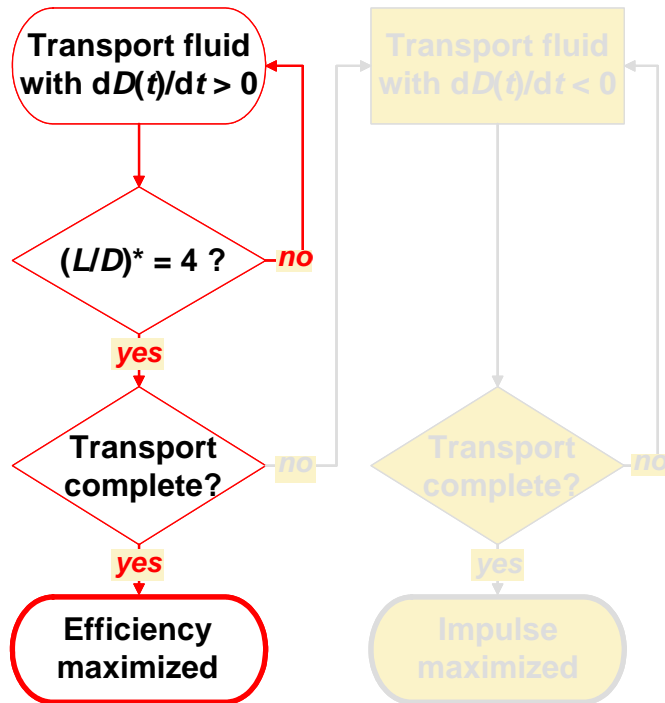 Transport fluid
with dD(t)/dt > 0
(L/D)* = 4 ?
no
yes
Transport
complete?
no
yes
Efficiency
maximized
Transport fluid
with dD(t)/dt < 0
Transport
complete?
no
yes
Impulse
maximized